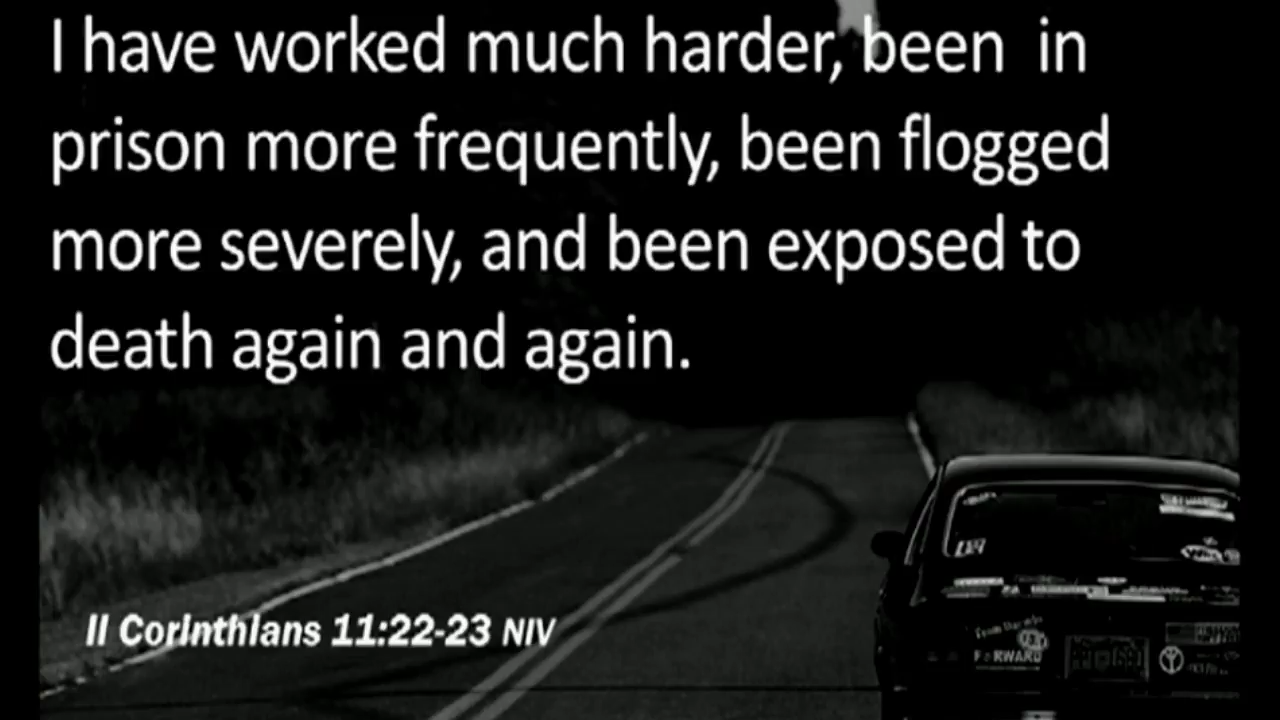 I have worked much harder, been in
prison more frequently, been flogged
more severely, and been exposed to
death again and again.
II Corinthians 11:22-23 NIV
FORWARD